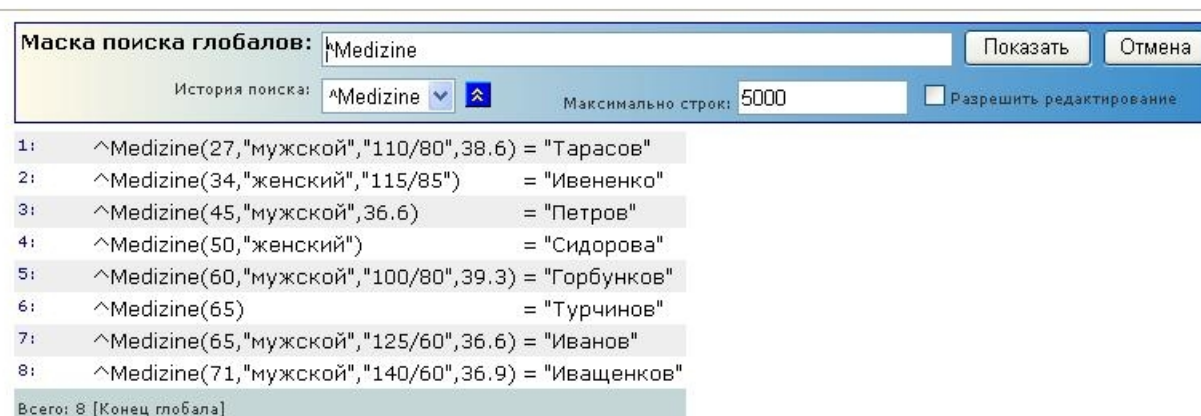 Маска поиска глобалов: ^Medizine Показать Отмена
История поиска: ^Medizine Максимально строк: 5000 Разрешить редактирование
1: ^Medizine(27,"мужской","110/80",38.6) = "Тарасов"
2: ^Medizine(34,"женский","115/85") = "Ивененко"
3: ^Medizine(45,"мужской",36.6) = "Петров"
4: ^Medizine(50,"женский") = "Сидорова"
5: ^Medizine(60,"мужской","100/80",39.3) = "Горбунков"
6: ^Medizine(65) = "Турчинов"
7: ^Medizine(65,"мужской","125/60",36.6) = "Иванов"
8: ^Medizine(71,"мужской","140/60",36.9) = "Иващенков"
Всего: 8 [Конец глобала]